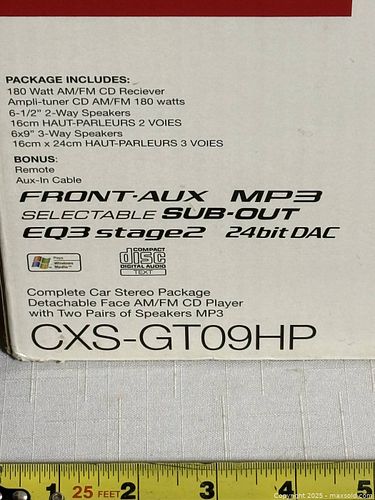 PACKAGE INCLUDES:
180 Watt AM/FM CD Reciever
Ampli-tuner CD AM/FM 180 watts
6-1/2" 2-Way Speakers
16cm HAUT-PARLEURS 2 VOIES
6x9" 3-Way Speakers
16cm x 24cm HAUT-PARLEURS 3 VOIES
BONUS:
Remote
Aux-In Cable
FRONT-AUX MP3
SELECTABLE SUB-OUT
EQ3 stage2 24bit DAC
Plays
Windows
Media™
COMPACT
disc
DIGITAL AUDIO
TEXT
Complete Car Stereo Package
Detachable Face AM/FM CD Player
with Two Pairs of Speakers MP3
CXS-GT09HP
1 25 FEET 2 3 4 5
Copyright 2025 - maxsold.com